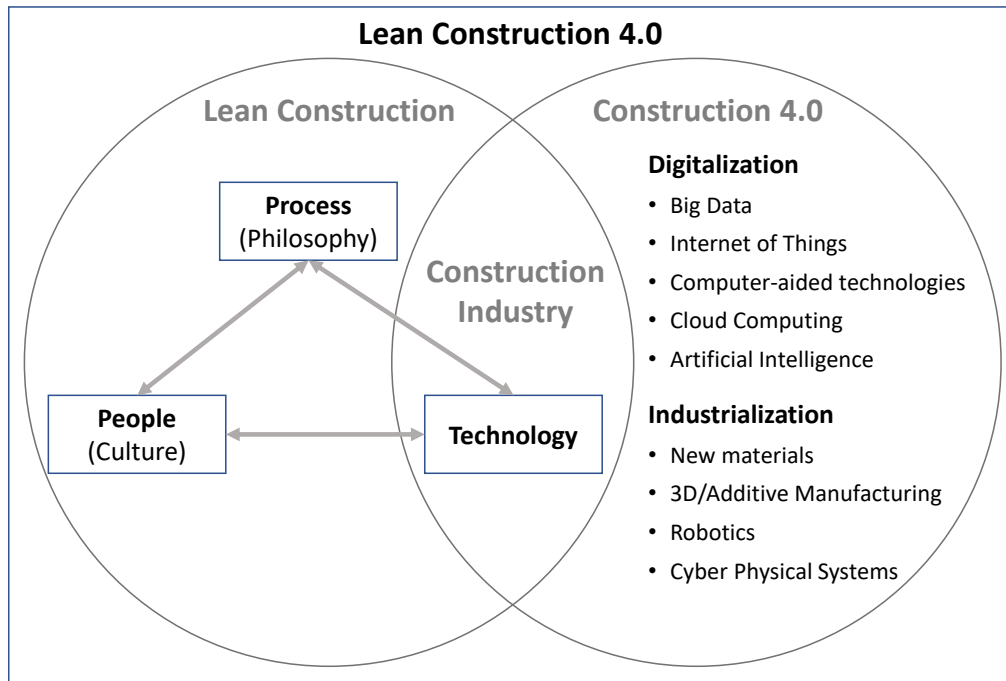 Lean Construction 4.0
Lean Construction
Process
(Philosophy)
People
(Culture)
Construction
Industry
Technology
Construction 4.0
Digitalization
• Big Data
• Internet of Things
• Computer-aided technologies
• Cloud Computing
• Artificial Intelligence
Industrialization
• New materials
• 3D/Additive Manufacturing
• Robotics
• Cyber Physical Systems